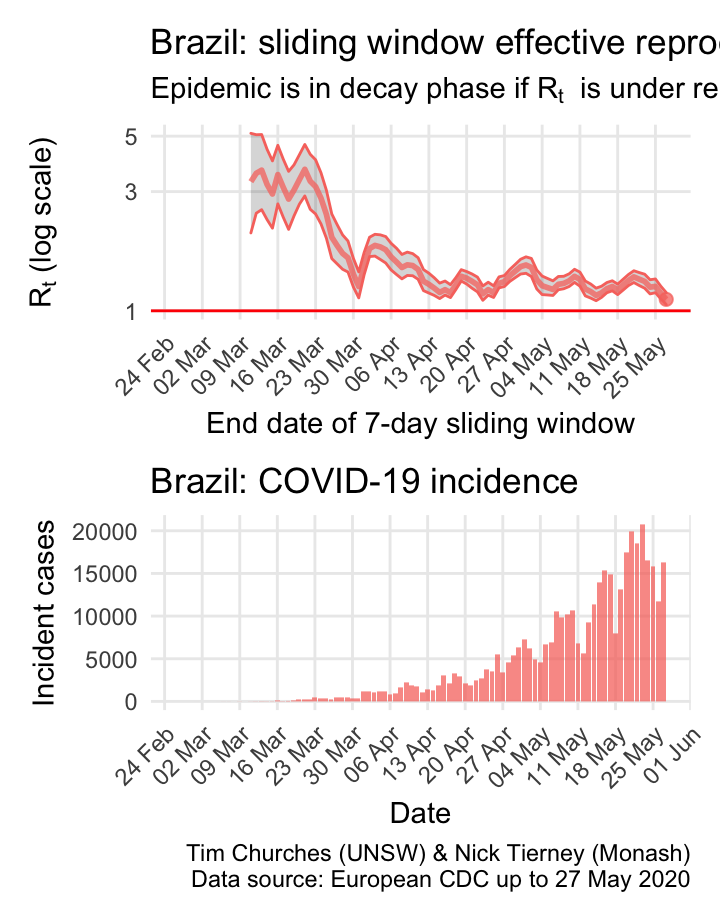 Brazil: sliding window effective reproc
Epidemic is in decay phase if Rt is under re
5
3
1
Rt (log scale)
24 Feb
02 Mar
09 Mar
16 Mar
23 Mar
30 Mar
06 Apr
13 Apr
20 Apr
27 Apr
04 May
11 May
18 May
25 May
End date of 7-day sliding window
Brazil: COVID-19 incidence
20000
15000
10000
5000
0
Incident cases
24 Feb
02 Mar
09 Mar
16 Mar
23 Mar
30 Mar
06 Apr
13 Apr
20 Apr
27 Apr
04 May
11 May
18 May
25 May
01 Jun
Date
Tim Churches (UNSW) & Nick Tierney (Monash)
Data source: European CDC up to 27 May 2020